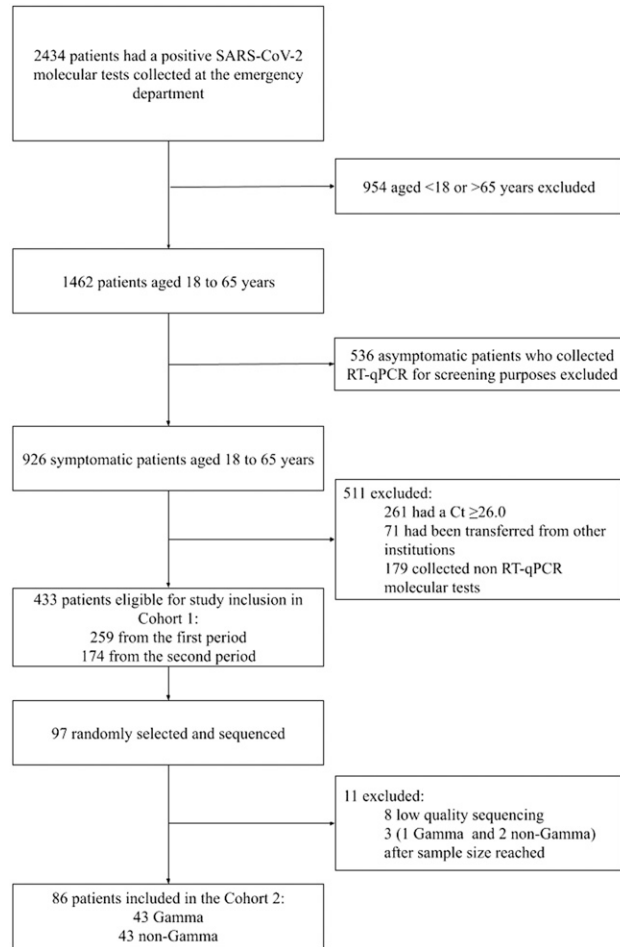 2434 patients had a positive SARS-CoV-2
molecular tests collected at the emergency
department
954 aged <18 or >65 years excluded
1462 patients aged 18 to 65 years
536 asymptomatic patients who collected
RT-qPCR for screening purposes excluded
926 symptomatic patients aged 18 to 65 years
511 excluded:
261 had a Ct ≥26.0
71 had been transferred from other
institutions
179 collected non RT-qPCR
molecular tests
433 patients eligible for study inclusion in
Cohort 1:
259 from the first period
174 from the second period
97 randomly selected and sequenced
11 excluded:
8 low quality sequencing
3 (1 Gamma and 2 non-Gamma)
after sample size reached
86 patients included in the Cohort 2:
43 Gamma
43 non-Gamma